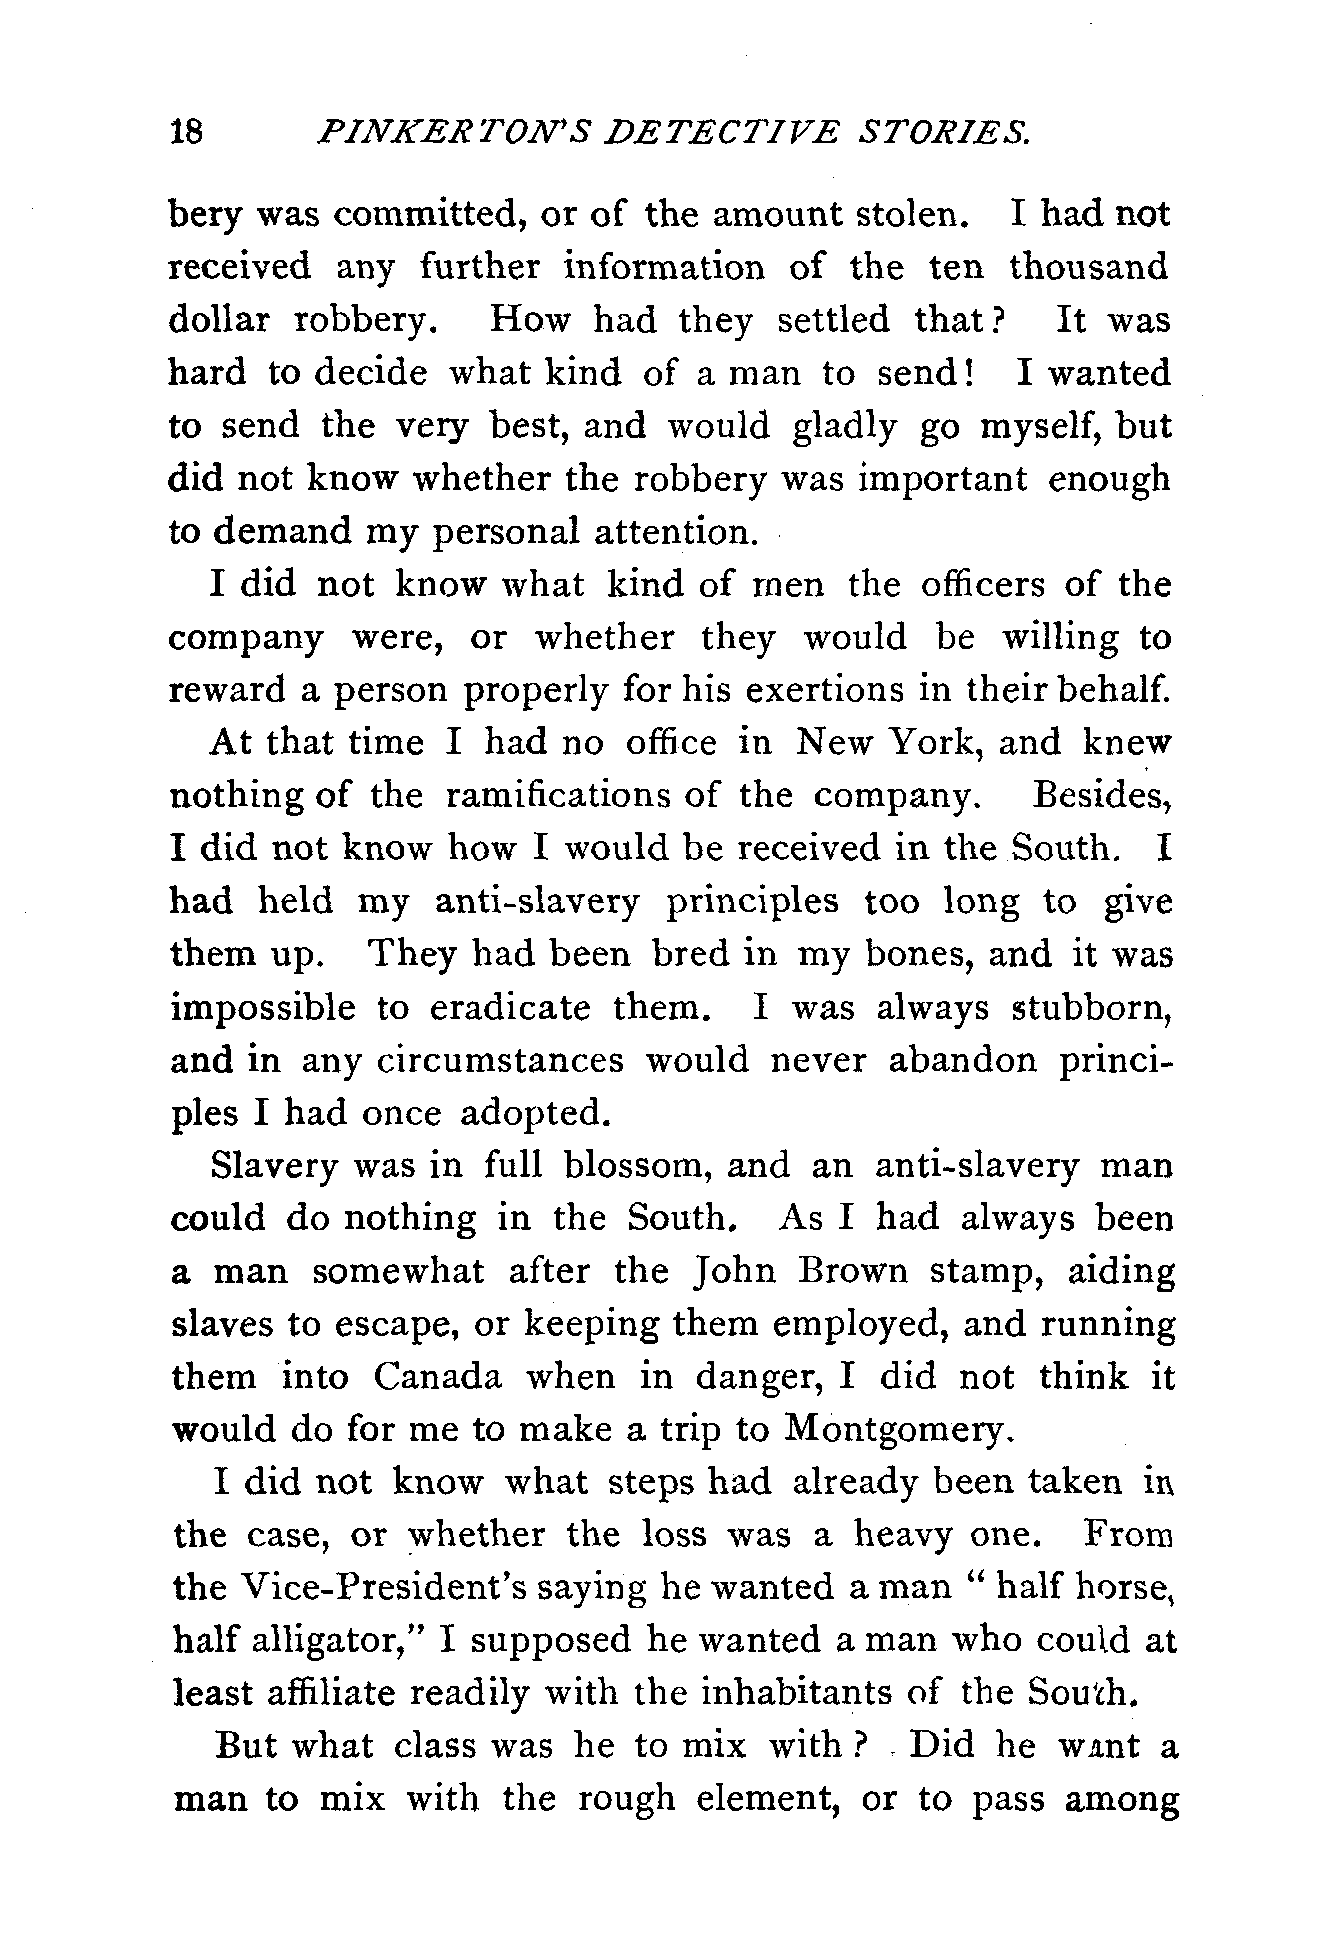 18 PINKERTON'S DETECTIVE STORIES.
bery was committed, or of the amount stolen. I had not
received any further information of the ten thousand
dollar robbery. How had they settled that? It was
hard to decide what kind of a man to send! I wanted
to send the very best, and would gladly go myself, but
did not know whether the robbery was important enough
to demand my personal attention.
I did not know what kind of men the officers of the
company were, or whether they would be willing to
reward a person properly for his exertions in their behalf.
At that time I had no office in New York, and knew
nothing of the ramifications of the company. Besides,
I did not know how I would be received in the South. I
had held my anti-slavery principles too long to give
them up. They had been bred in my bones, and it was
impossible to eradicate them. I was always stubborn,
and in any circumstances would never abandon princi-
ples I had once adopted.
Slavery was in full blossom, and an anti-slavery man
could do nothing in the South. As I had always been
a man somewhat after the John Brown stamp, aiding
slaves to escape, or keeping them employed, and running
them into Canada when in danger, I did not think it
would do for me to make a trip to Montgomery.
I did not know what steps had already been taken in
the case, or whether the loss was a heavy one. From
the Vice-President's saying he wanted a man "half horse,
half alligator," I supposed he wanted a man who could at
least affiliate readily with the inhabitants of the South.
But what class was he to mix with? Did he want a
man to mix with the rough element, or to pass among